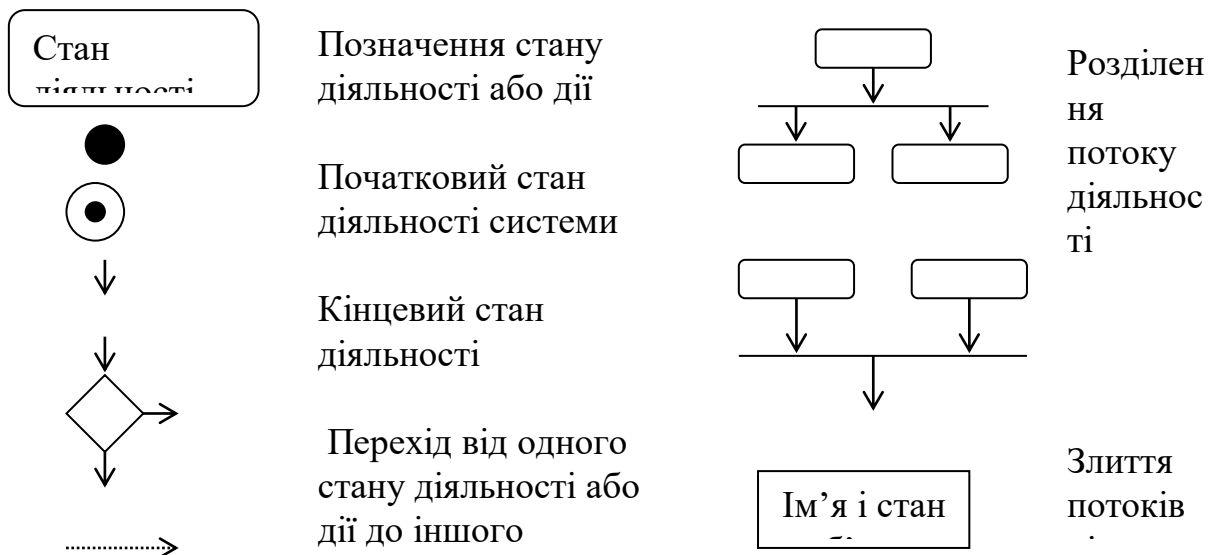 Стан
діяльності
Позначення стану
діяльності або дії
Початковий стан
діяльності системи
Кінцевий стан
діяльності
Перехід від одного
стану діяльності або
дії до іншого
Розділен
ня
потоку
діяльнос
ті
Злиття
потоків
Ім’я і стан